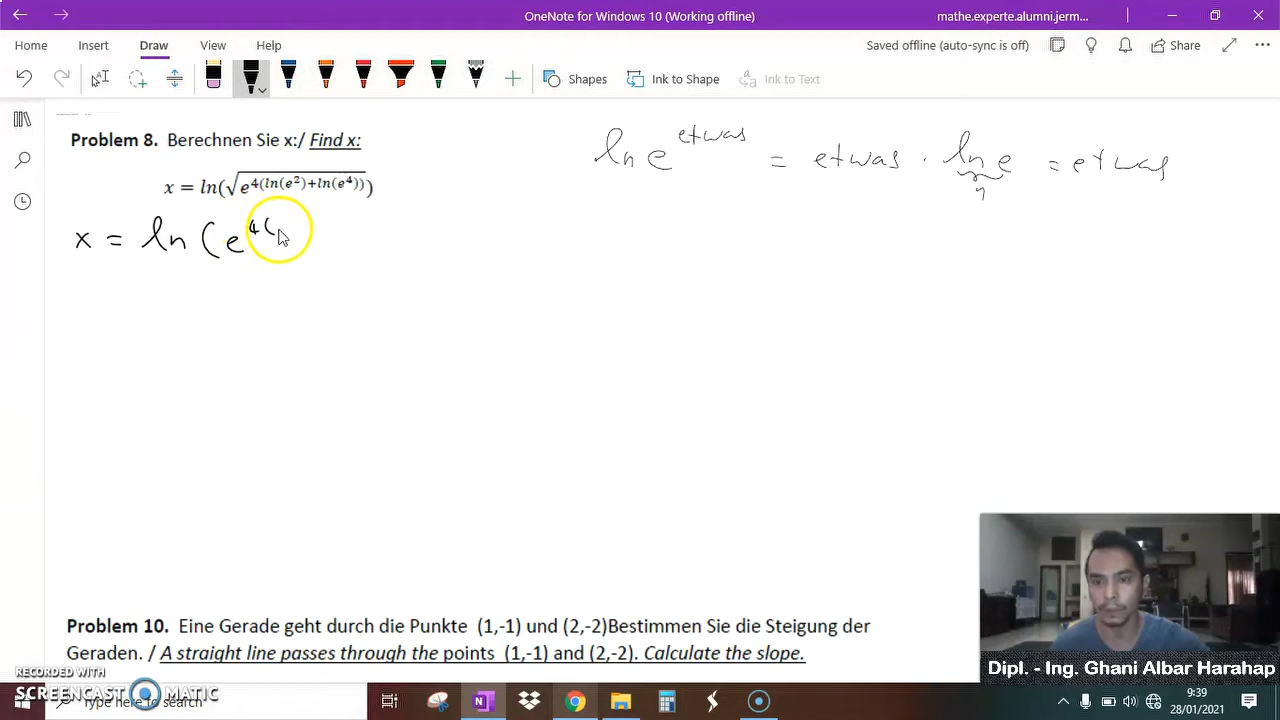 OneNote for Windows 10 (Working offline)
mathe.experte.alumni.jerm...
Home Insert Draw View Help
Saved offline (auto-sync is off)
Share
Shapes
Ink to Shape
Ink to Text
Problem 8. Berechnen Sie x:/ Find x:
x = ln(√e^4(ln(e^2)+ln(e^4)))
ln e^etwas = etwas · ln e = etwas
1
x = ln (e^4(
Problem 10. Eine Gerade geht durch die Punkte (1,-1) und (2,-2)Bestimmen Sie die Steigung der
Geraden. / A straight line passes through the points (1,-1) and (2,-2). Calculate the slope.
Dipl. - Ing. Ghani Albar Harahap
RECORDED WITH
SCREENCAST MATIC
Type here to search
9:39
28/01/2021